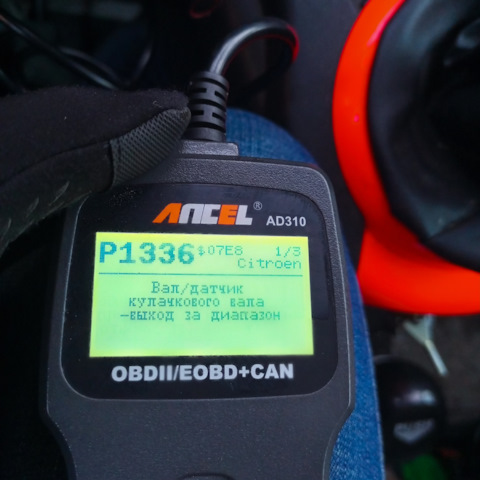 ANCEL® AD310
P1336 $07E8 1/3
Citroen
Вал/датчик
кулачкового вала
-выход за диапазон
OBDII/EOBD+CAN